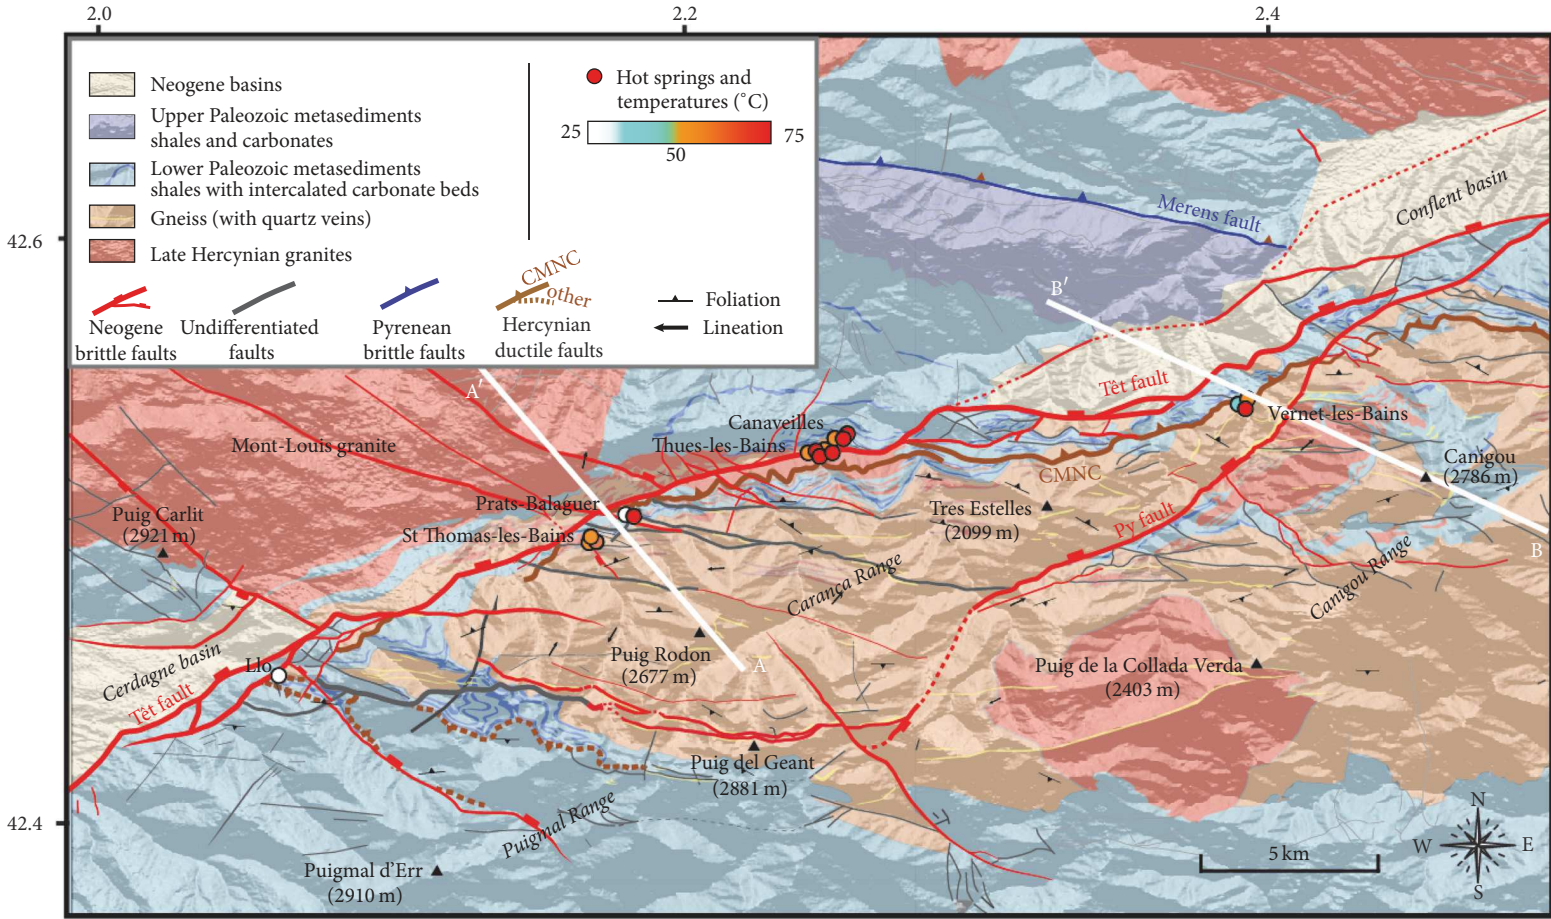 2.0
2.2
2.4
42.6
42.4
Neogene basins
Upper Paleozoic metasediments
shales and carbonates
Lower Paleozoic metasediments
shales with intercalated carbonate beds
Gneiss (with quartz veins)
Late Hercynian granites
Hot springs and
temperatures (˚C)
25
75
50
CMNC
other
Neogene
brittle faults
Undifferentiated
faults
Pyrenean
brittle faults
Hercynian
ductile faults
Foliation
Lineation
Merens fault
Conflent basin
B′
A′
Têt fault
Canaveilles
Thues-les-Bains
Vernet-les-Bains
Mont-Louis granite
CMNC
Canigou
(2786 m)
Prats-Balaguer
Puig Carlit
(2921 m)
St Thomas-les-Bains
Tres Estelles
(2099 m)
Py fault
B
Carança Range
Canigou Range
Puig Rodon
(2677 m)
A
Puig de la Collada Verda
(2403 m)
Llo
Cerdagne basin
Têt fault
Puig del Geant
(2881 m)
Puigmal Range
Puigmal d’Err
(2910 m)
5 km
N
W
E
S